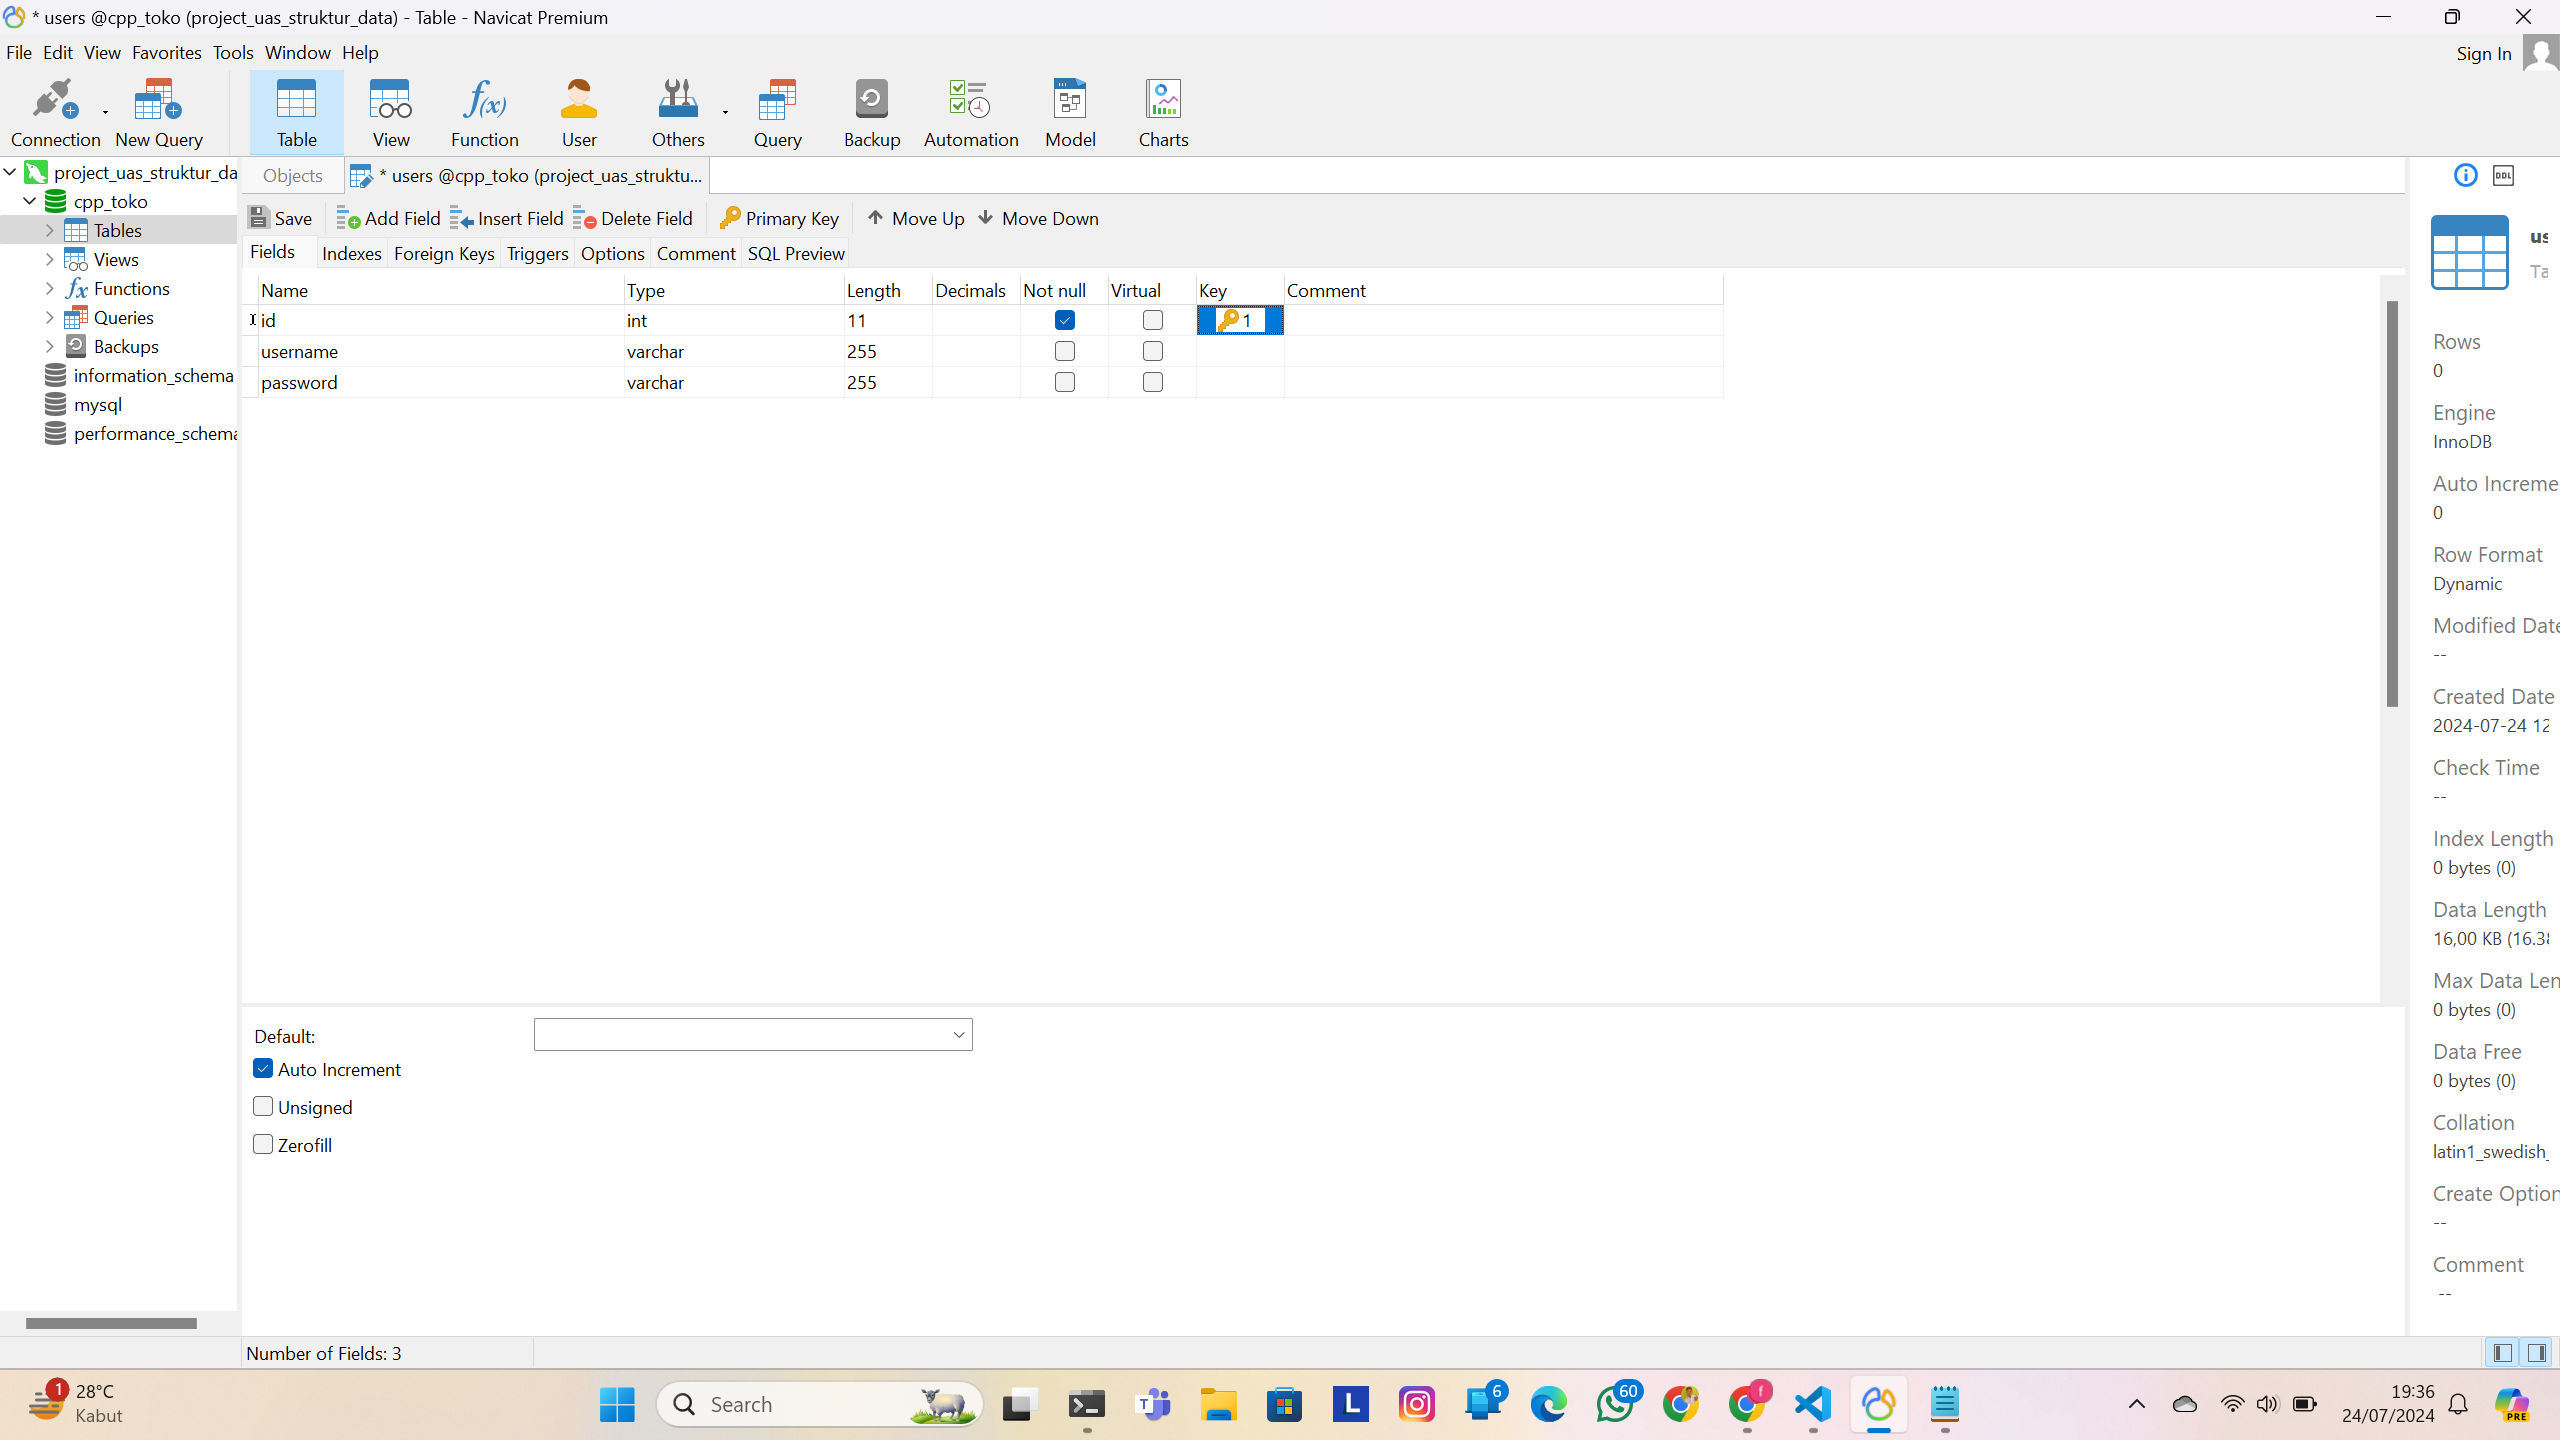 * users @cpp_toko (project_uas_struktur_data) - Table - Navicat Premium
File Edit View Favorites Tools Window Help
Sign In
Connection New Query Table View Function User Others Query Backup Automation Model Charts
project_uas_struktur_da
cpp_toko
Tables
Views
Functions
Queries
Backups
information_schema
mysql
performance_schema
Objects * users @cpp_toko (project_uas_struktu...
Save Add Field Insert Field Delete Field Primary Key Move Up Move Down
Fields Indexes Foreign Keys Triggers Options Comment SQL Preview
Name Type Length Decimals Not null Virtual Key Comment
id int 11 1
username varchar 255
password varchar 255
Default:
Auto Increment
Unsigned
Zerofill
DDL
us
Ta
Rows
0
Engine
InnoDB
Auto Increme
0
Row Format
Dynamic
Modified Date
--
Created Date
2024-07-24 12
Check Time
--
Index Length
0 bytes (0)
Data Length
16,00 KB (16.38
Max Data Len
0 bytes (0)
Data Free
0 bytes (0)
Collation
latin1_swedish_
Create Option
--
Comment
--
Number of Fields: 3
1
28°C
Kabut
Search
T
L
6
60
f
19:36
24/07/2024
PRE